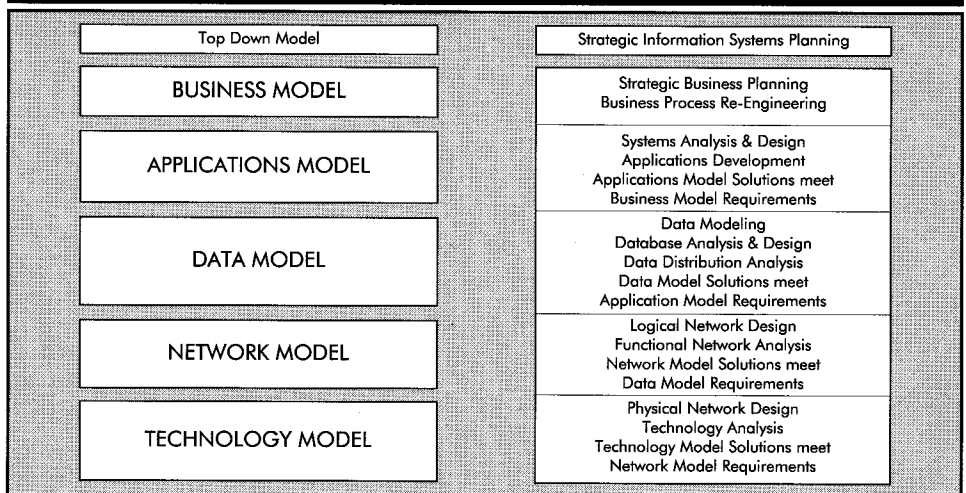 Top Down Model
Strategic Information Systems Planning
BUSINESS MODEL
Strategic Business Planning
Business Process Re-Engineering
APPLICATIONS MODEL
Systems Analysis & Design
Applications Development
Applications Model Solutions meet
Business Model Requirements
DATA MODEL
Data Modeling
Database Analysis & Design
Data Distribution Analysis
Data Model Solutions meet
Application Model Requirements
NETWORK MODEL
Logical Network Design
Functional Network Analysis
Network Model Solutions meet
Data Model Requirements
TECHNOLOGY MODEL
Physical Network Design
Technology Analysis
Technology Model Solutions meet
Network Model Requirements